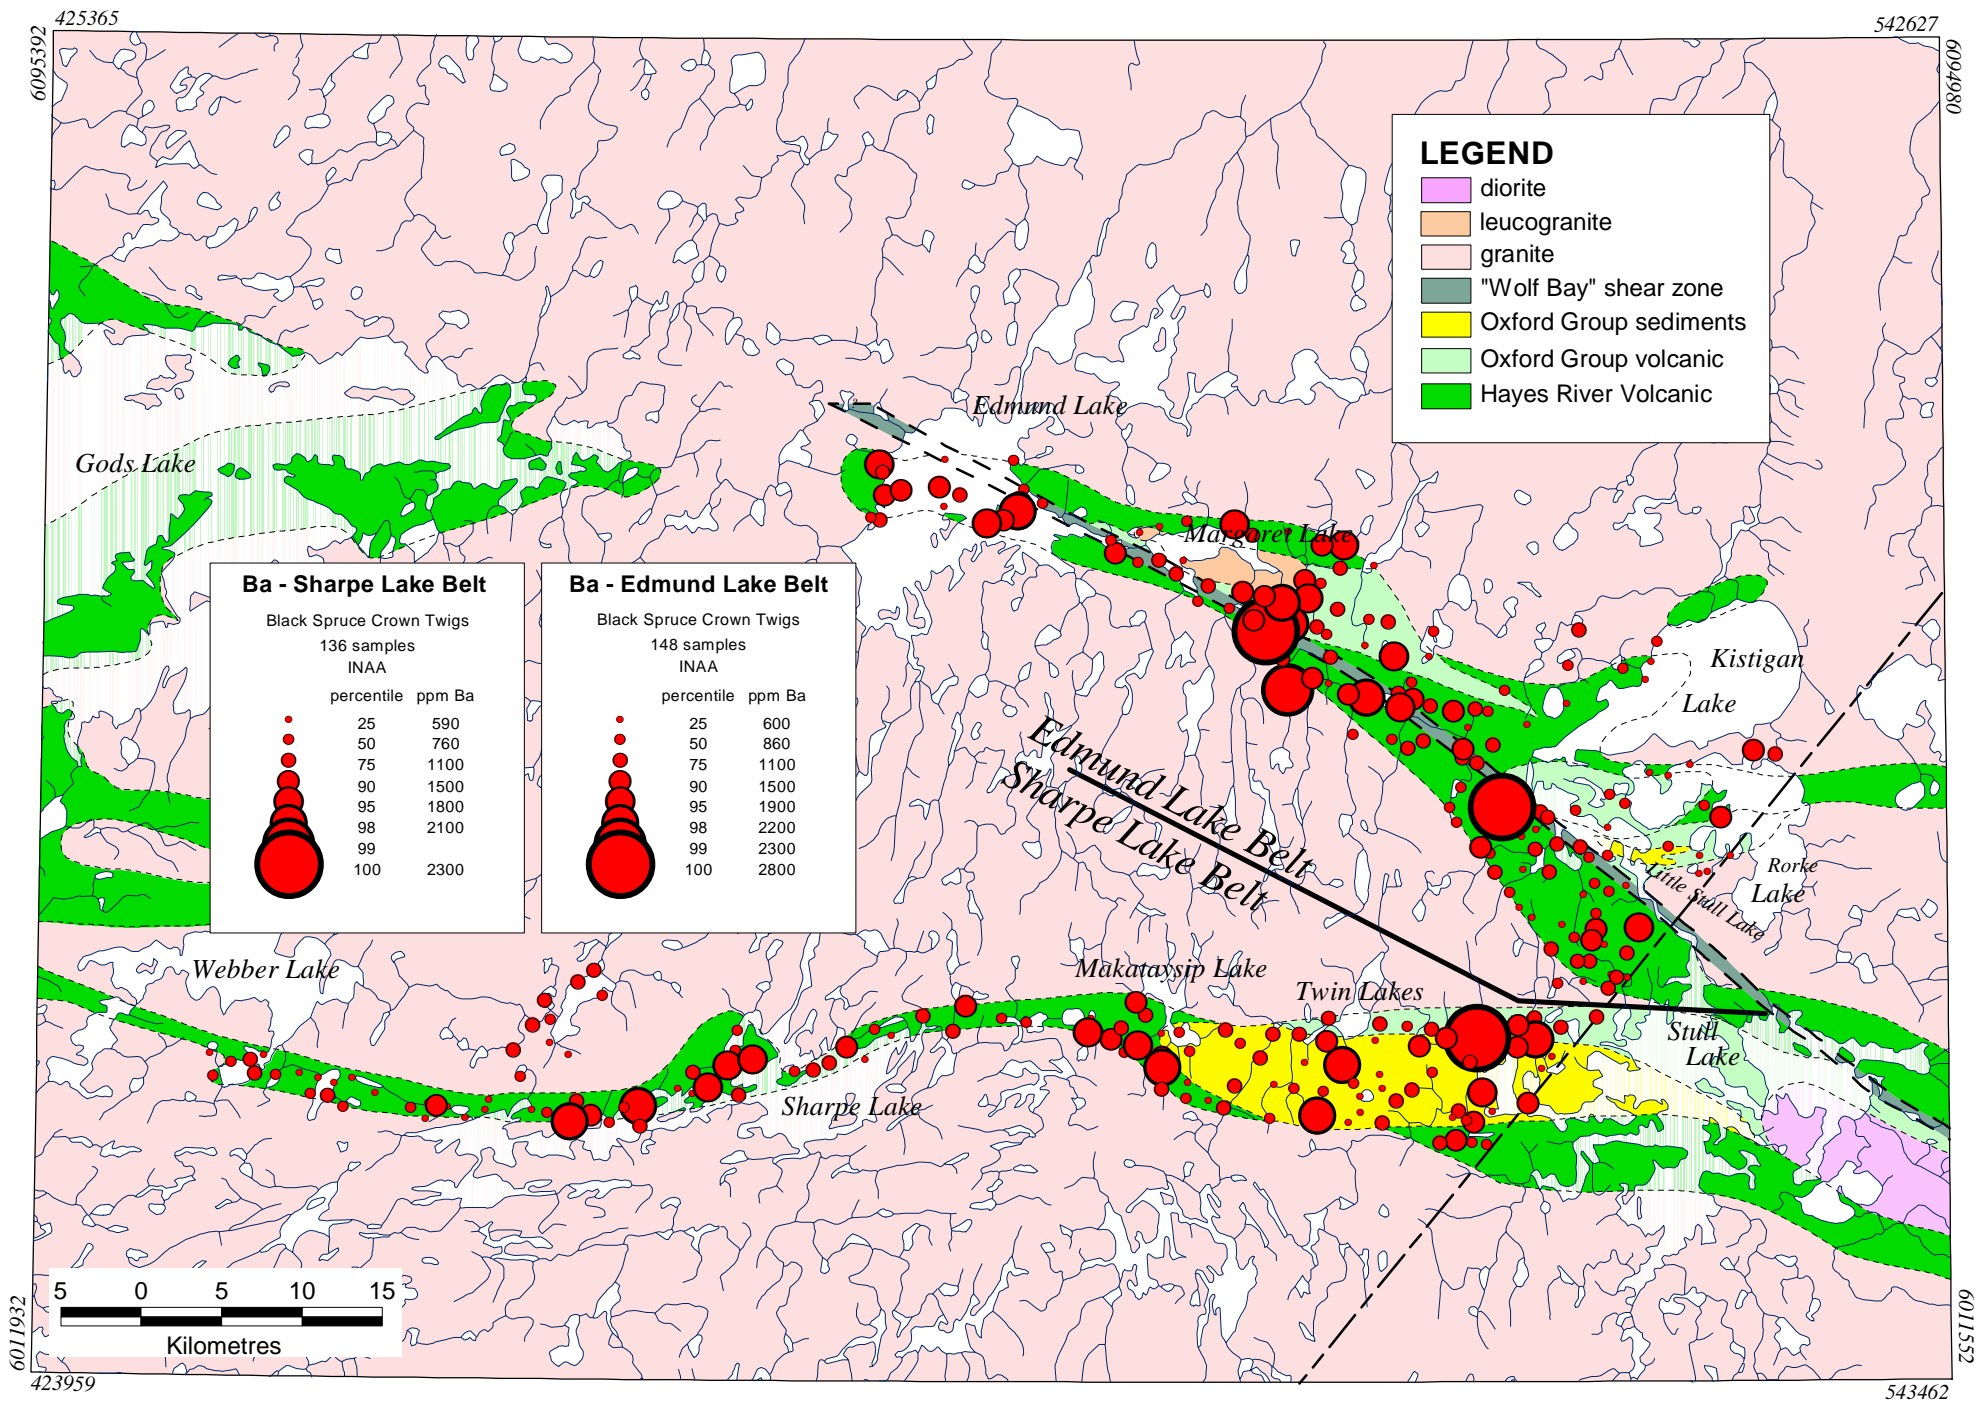 425365
542627
6095392
6094980
LEGEND
diorite
leucogranite
granite
"Wolf Bay" shear zone
Oxford Group sediments
Oxford Group volcanic
Hayes River Volcanic
Edmund Lake
Gods Lake
Margaret Lake
Kistigan
Lake
Ba - Sharpe Lake Belt
Black Spruce Crown Twigs
136 samples
INAA
percentile ppm Ba
25 590
50 760
75 1100
90 1500
95 1800
98 2100
99
100 2300
Ba - Edmund Lake Belt
Black Spruce Crown Twigs
148 samples
INAA
percentile ppm Ba
25 600
50 860
75 1100
90 1500
95 1900
98 2200
99 2300
100 2800
Edmund Lake Belt
Sharpe Lake Belt
Rorke
Lake
Little Stull Lake
Webber Lake
Makataysip Lake
Twin Lakes
Stull
Lake
Sharpe Lake
5 0 5 10 15
Kilometres
6011932
423959
6011552
543462